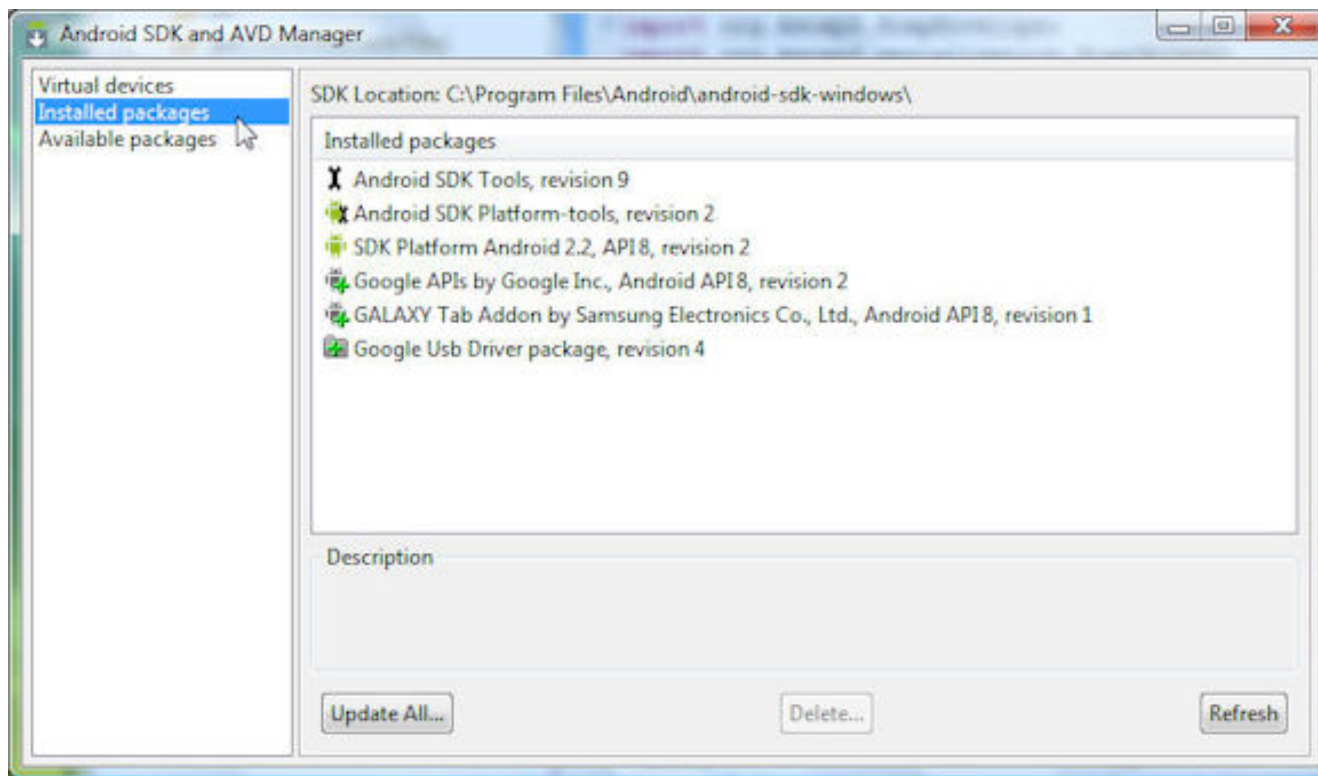 Android SDK and AVD Manager
Virtual devices
Installed packages
Available packages
SDK Location: C:\Program Files\Android\android-sdk-windows\
Installed packages
Android SDK Tools, revision 9
Android SDK Platform-tools, revision 2
SDK Platform Android 2.2, API 8, revision 2
Google APIs by Google Inc., Android API 8, revision 2
GALAXY Tab Addon by Samsung Electronics Co., Ltd., Android API 8, revision 1
Google Usb Driver package, revision 4
Description
Update All...
Delete...
Refresh